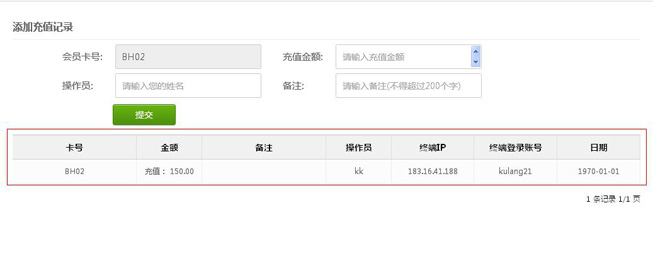 添加充值记录
会员卡号: BH02 充值金额: 请输入充值金额
操作员: 请输入您的姓名 备注: 请输入备注(不得超过200个字)
提交
卡号 金额 备注 操作员 终端IP 终端登录账号 日期
BH02 充值： 150.00 kk 183.16.41.188 kulang21 1970-01-01
1 条记录 1/1 页